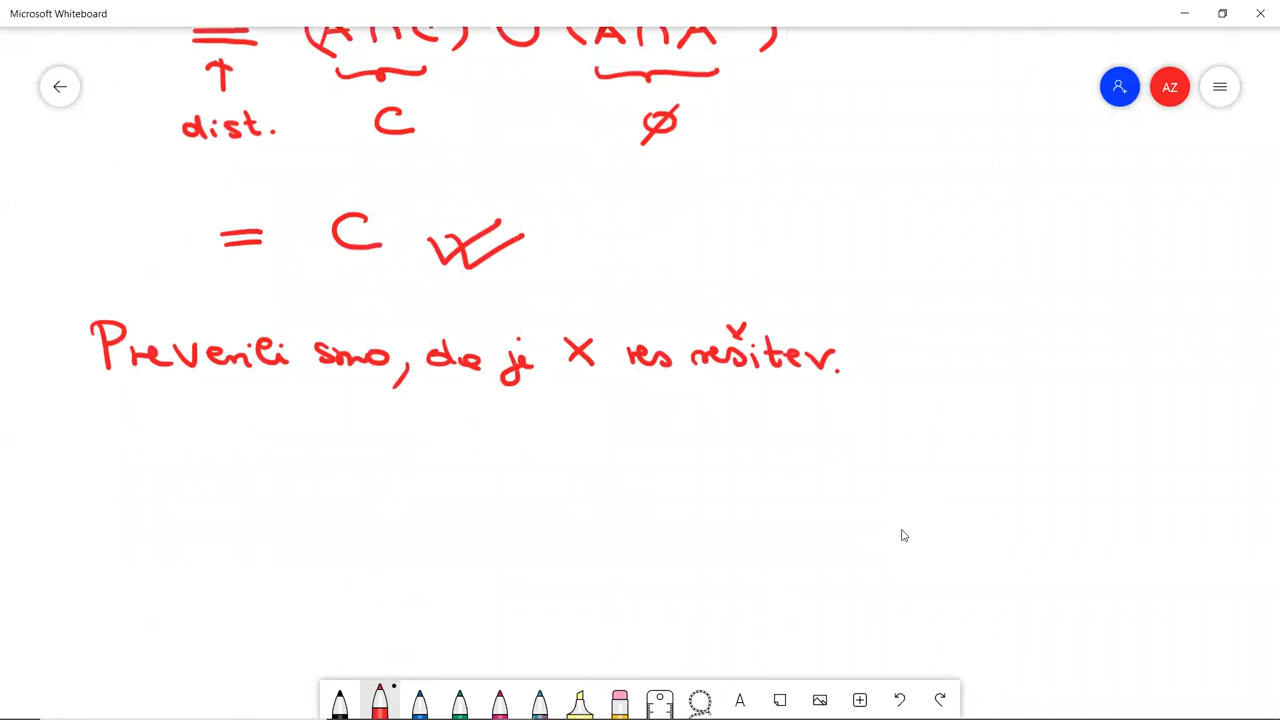 Microsoft Whiteboard
= (A∩C) ∪ (A∩A )
AZ
dist. C ∅
= C
Preverili smo, da je X res rešitev.
A